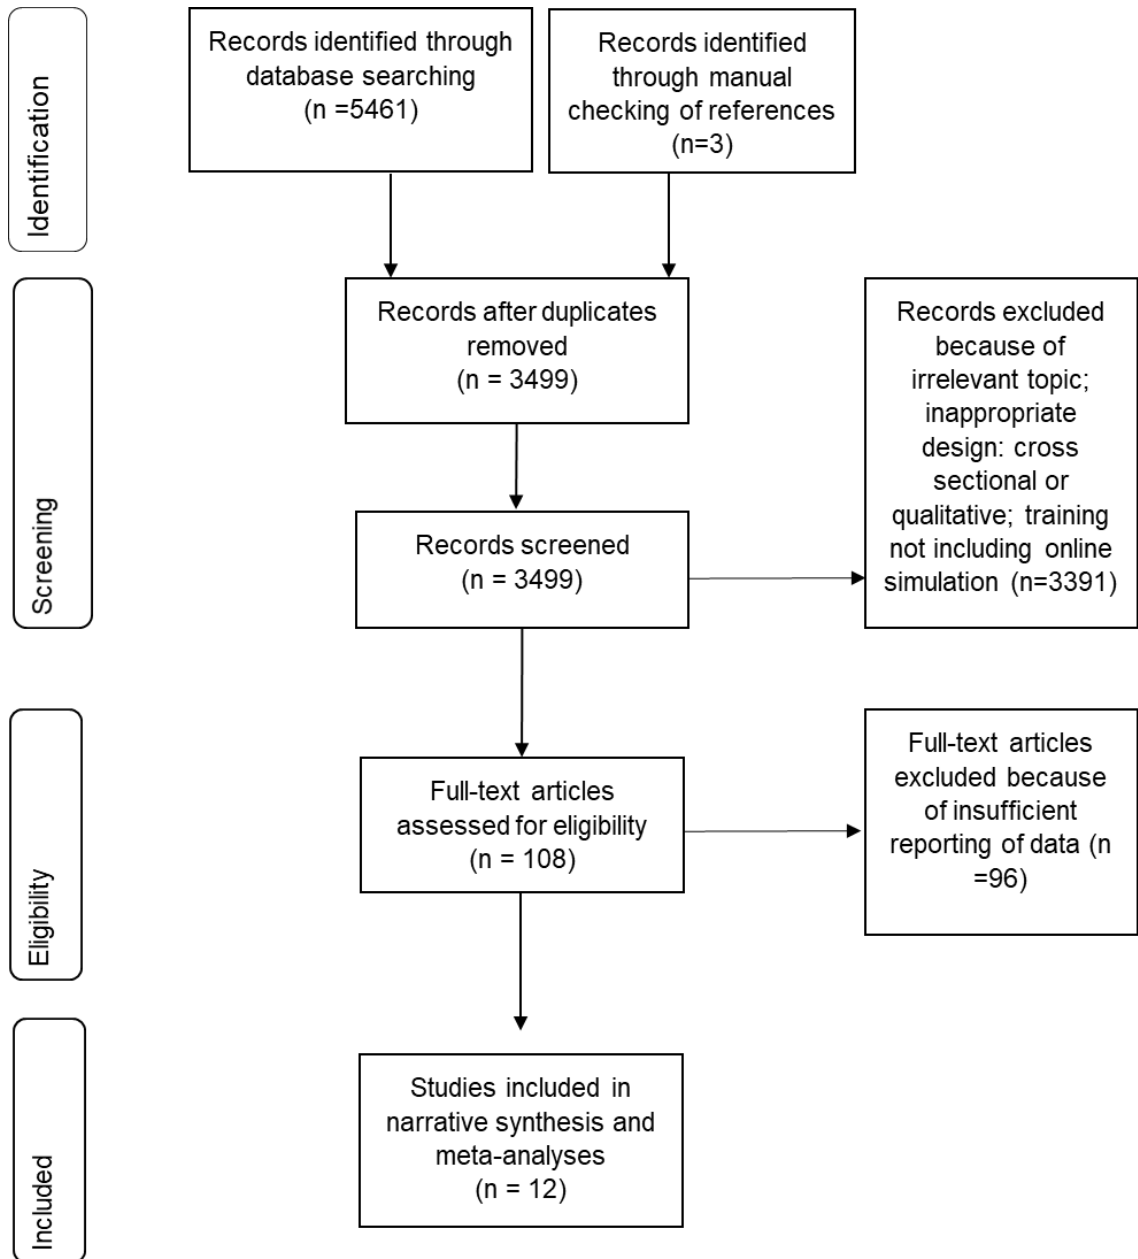 Identification
Records identified through
database searching
(n =5461)
Records identified
through manual
checking of references
(n=3)
Screening
Records after duplicates
removed
(n = 3499)
Records screened
(n = 3499)
Records excluded
because of
irrelevant topic;
inappropriate
design: cross
sectional or
qualitative; training
not including online
simulation (n=3391)
Eligibility
Full-text articles
assessed for eligibility
(n = 108)
Full-text articles
excluded because
of insufficient
reporting of data (n
=96)
Included
Studies included in
narrative synthesis and
meta-analyses
(n = 12)